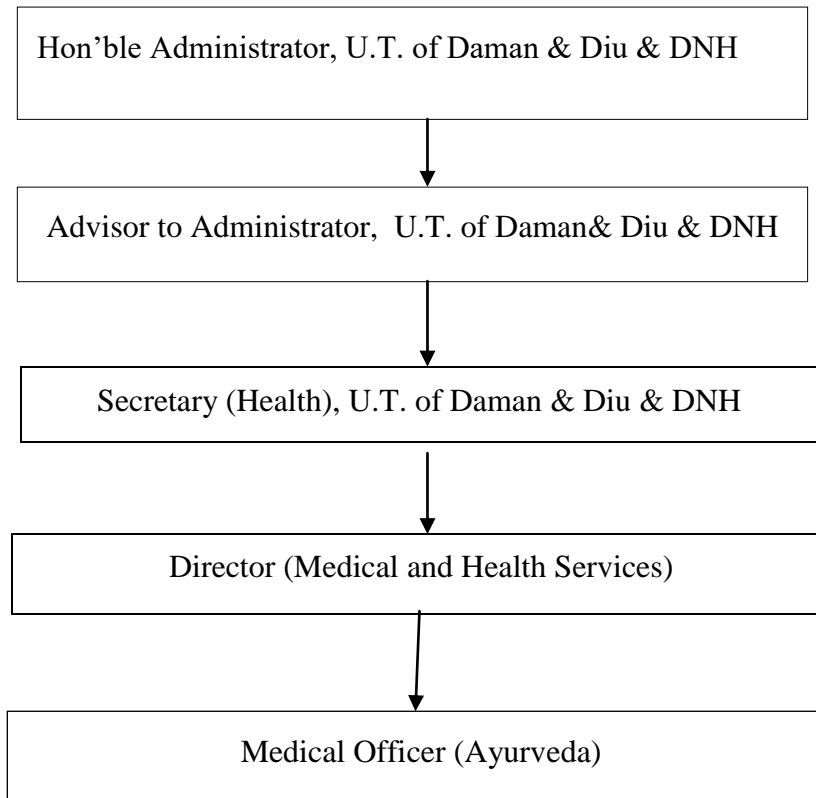 Hon’ble Administrator, U.T. of Daman & Diu & DNH
Advisor to Administrator, U.T. of Daman& Diu & DNH
Secretary (Health), U.T. of Daman & Diu & DNH
Director (Medical and Health Services)
Medical Officer (Ayurveda)